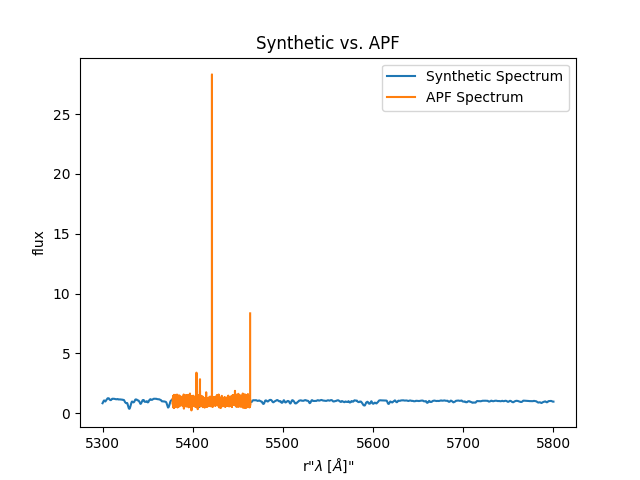 Synthetic vs. APF
Synthetic Spectrum
APF Spectrum
flux
25
20
15
10
5
0
5300 5400 5500 5600 5700 5800
r"λ [Å]"